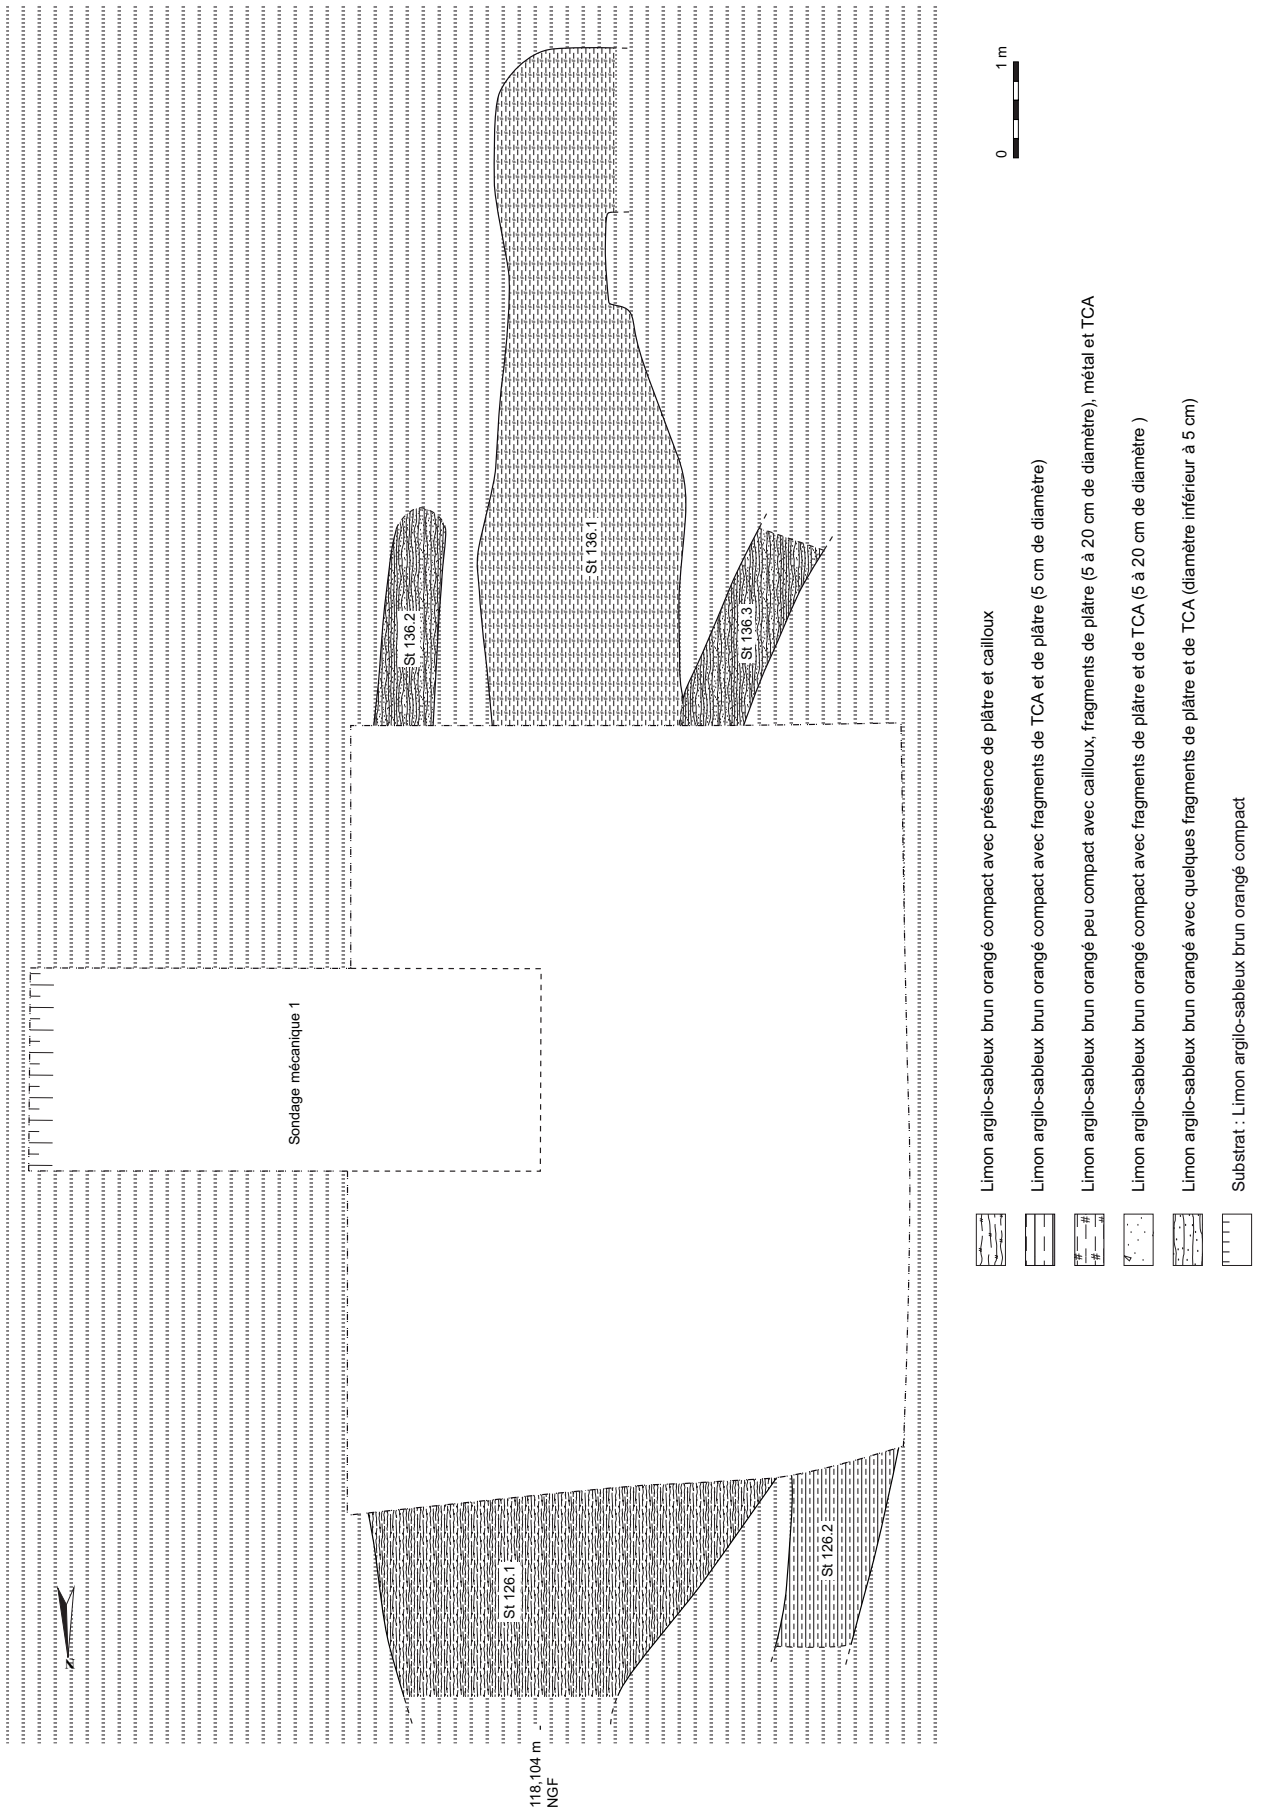 N
118,104 m
NGF
St 126.1
St 126.2
Sondage mécanique 1
St 136.2
St 136.1
St 136.3
0 1 m
Limon argilo-sableux brun orangé compact avec présence de plâtre et cailloux
Limon argilo-sableux brun orangé compact avec fragments de TCA et de plâtre (5 cm de diamètre)
Limon argilo-sableux brun orangé peu compact avec cailloux, fragments de plâtre (5 à 20 cm de diamètre), métal et TCA
Limon argilo-sableux brun orangé compact avec fragments de plâtre et de TCA (5 à 20 cm de diamètre )
Limon argilo-sableux brun orangé avec quelques fragments de plâtre et de TCA (diamètre inférieur à 5 cm)
Substrat : Limon argilo-sableux brun orangé compact